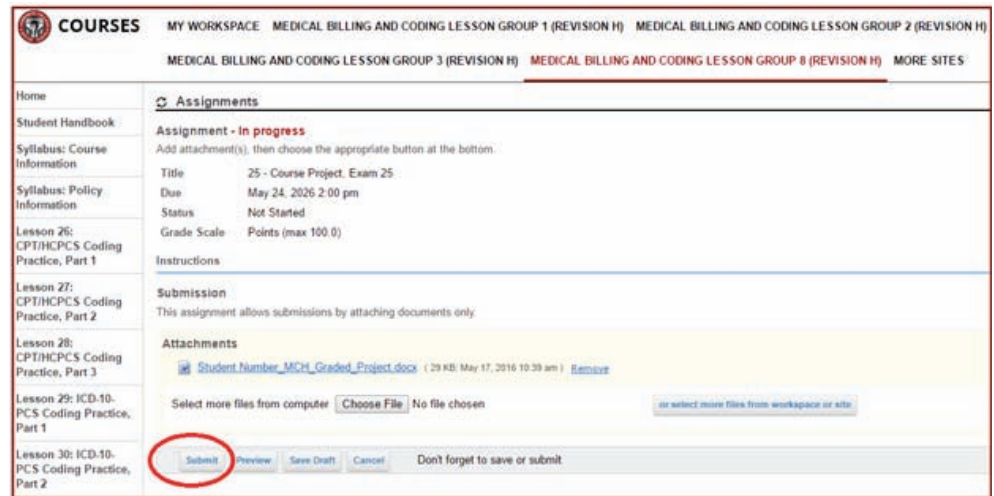 COURSES
MY WORKSPACE MEDICAL BILLING AND CODING LESSON GROUP 1 (REVISION H) MEDICAL BILLING AND CODING LESSON GROUP 2 (REVISION H)
MEDICAL BILLING AND CODING LESSON GROUP 3 (REVISION H) MEDICAL BILLING AND CODING LESSON GROUP 8 (REVISION H) MORE SITES
Home
Student Handbook
Syllabus: Course
Information
Syllabus: Policy
Information
Lesson 26:
CPT/HCPCS Coding
Practice, Part 1
Lesson 27:
CPT/HCPCS Coding
Practice, Part 2
Lesson 28:
CPT/HCPCS Coding
Practice, Part 3
Lesson 29: ICD-10-
PCS Coding Practice,
Part 1
Lesson 30: ICD-10-
PCS Coding Practice,
Part 2
Assignments
Assignment - In progress
Add attachment(s), then choose the appropriate button at the bottom.
Title 25 - Course Project, Exam 25
Due May 24, 2026 2:00 pm
Status Not Started
Grade Scale Points (max 100.0)
Instructions
Submission
This assignment allows submissions by attaching documents only.
Attachments
Student Number_MCH_Graded_Project.docx ( 29 KB; May 17, 2016 10:39 am ) Remove
Select more files from computer Choose File No file chosen or select more files from workspace or site
Submit Preview Save Draft Cancel Don't forget to save or submit